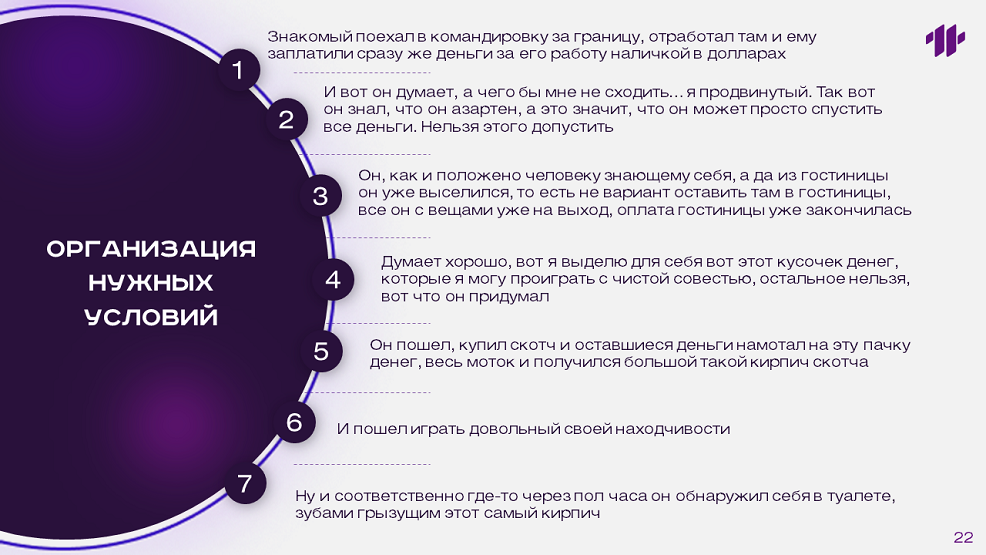 ОРГАНИЗАЦИЯ
НУЖНЫХ
УСЛОВИЙ
1
Знакомый поехал в командировку за границу, отработал там и ему
заплатили сразу же деньги за его работу наличкой в долларах
2
И вот он думает, а чего бы мне не сходить... я продвинутый. Так вот
он знал, что он азартен, а это значит, что он может просто спустить
все деньги. Нельзя этого допустить
3
Он, как и положено человеку знающему себя, а да из гостиницы
он уже выселился, то есть не вариант оставить там в гостиницы,
все он с вещами уже на выход, оплата гостиницы уже закончилась
4
Думает хорошо, вот я выделю для себя вот этот кусочек денег,
которые я могу проиграть с чистой совестью, остальное нельзя,
вот что он придумал
5
Он пошел, купил скотч и оставшиеся деньги намотал на эту пачку
денег, весь моток и получился большой такой кирпич скотча
6
И пошел играть довольный своей находчивости
7
Ну и соответственно где-то через пол часа он обнаружил себя в туалете,
зубами грызущим этот самый кирпич
22